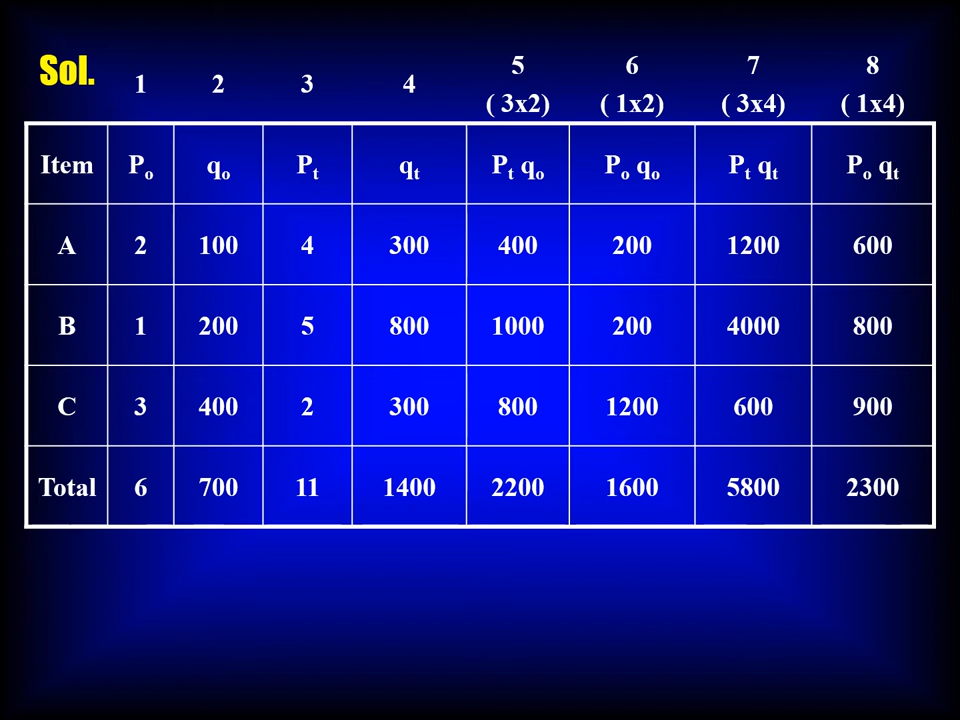 Sol. 1 2 3 4 5 6 7 8
( 3x2) ( 1x2) ( 3x4) ( 1x4)
Item Po qo Pt qt Pt qo Po qo Pt qt Po qt
A 2 100 4 300 400 200 1200 600
B 1 200 5 800 1000 200 4000 800
C 3 400 2 300 800 1200 600 900
Total 6 700 11 1400 2200 1600 5800 2300